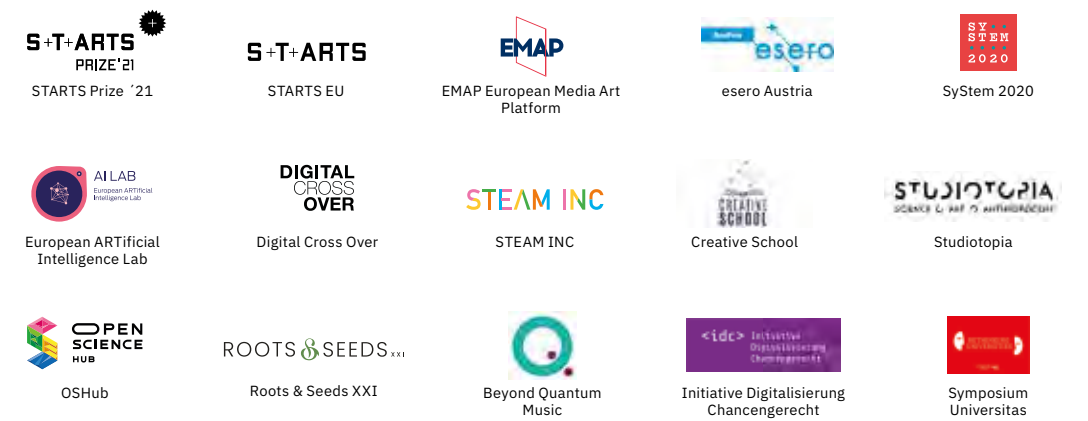 S+T+ARTS
PRIZE'21
+
STARTS Prize ´21
S+T+ARTS
STARTS EU
EMAP
EMAP European Media Art
Platform
esero
esero Austria
SY
STEM
2020
SyStem 2020
AI LAB
European ARTificial
Intelligence Lab
European ARTificial
Intelligence Lab
DIGITAL
CROSS
OVER
Digital Cross Over
STEAM INC
STEAM INC
CREATIVE
SCHOOL
Creative School
STUDIOTOPIA
Studiotopia
OPEN
SCIENCE
HUB
OSHub
ROOTS & SEEDS XXI
Roots & Seeds XXI
Beyond Quantum
Music
<idc> Initiative
Digitalisierung
Chancengerecht
Initiative Digitalisierung
Chancengerecht
Symposium
Universitas